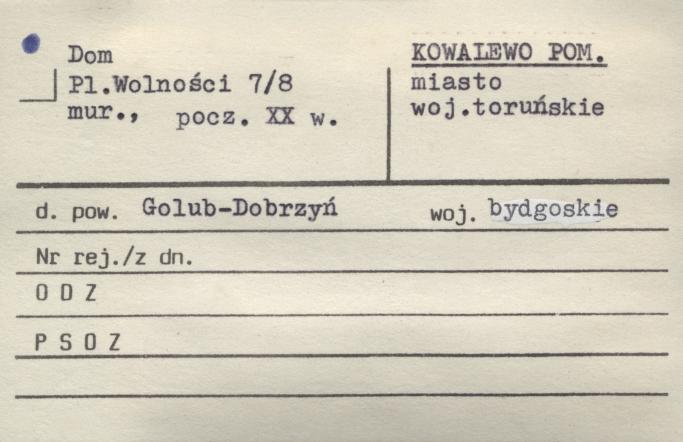 Dom
Pl.Wolności 7/8
mur., pocz. XX w.
KOWALEWO POM.
miasto
woj.toruńskie
d. pow. Golub-Dobrzyń woj. bydgoskie
Nr rej./z dn.
O D Z
P S O Z